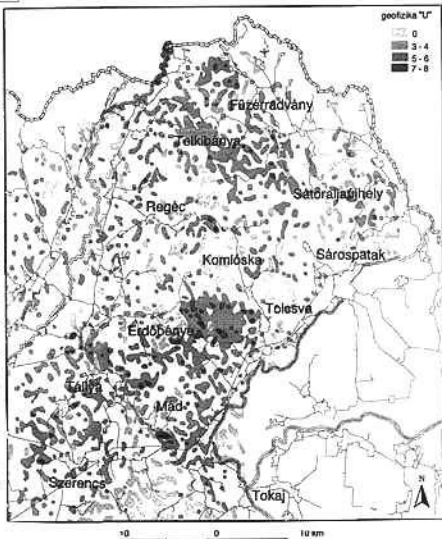 geofizika "U"
0
3 - 4
5 - 6
7 - 8
Füzérradvány
Telkibánya
Sátoraljaújhely
Regéc
Komlóska
Sárospatak
Tolcsva
Erdőbénye
Tállya
Mád
Szerencs
Tokaj
N
10 0 10 km